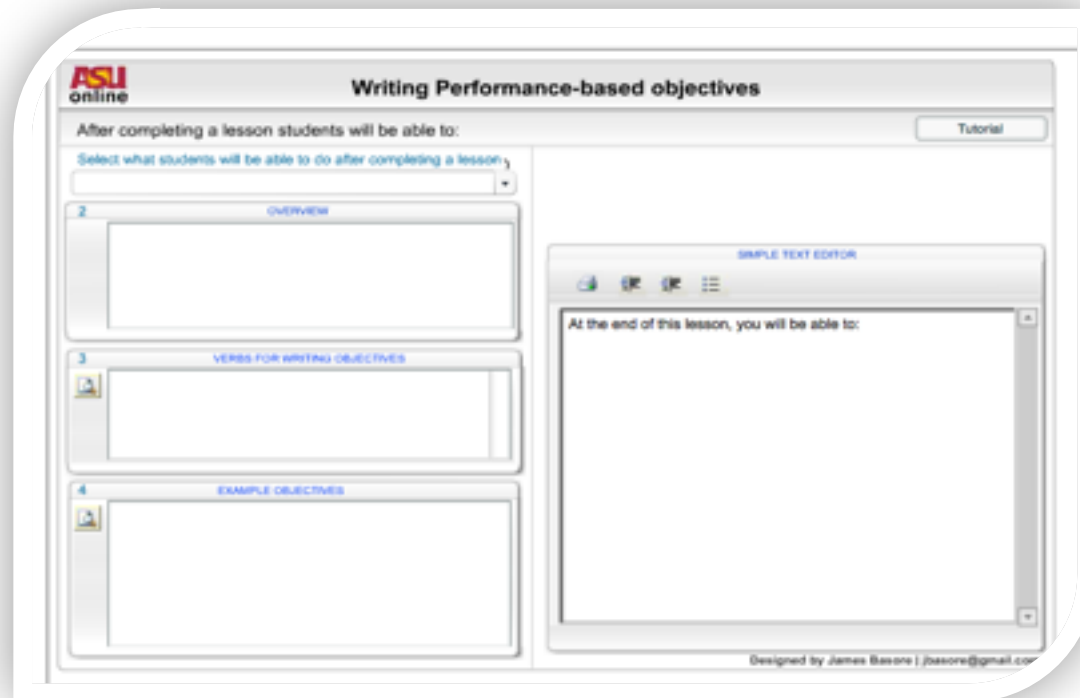 ASU
online
Writing Performance-based objectives
After completing a lesson students will be able to:
Tutorial
Select what students will be able to do after completing a lesson
2 OVERVIEW
3 VERBS FOR WRITING OBJECTIVES
4 EXAMPLE OBJECTIVES
SIMPLE TEXT EDITOR
At the end of this lesson, you will be able to:
Designed by James Basore | jbasore@gmail.com